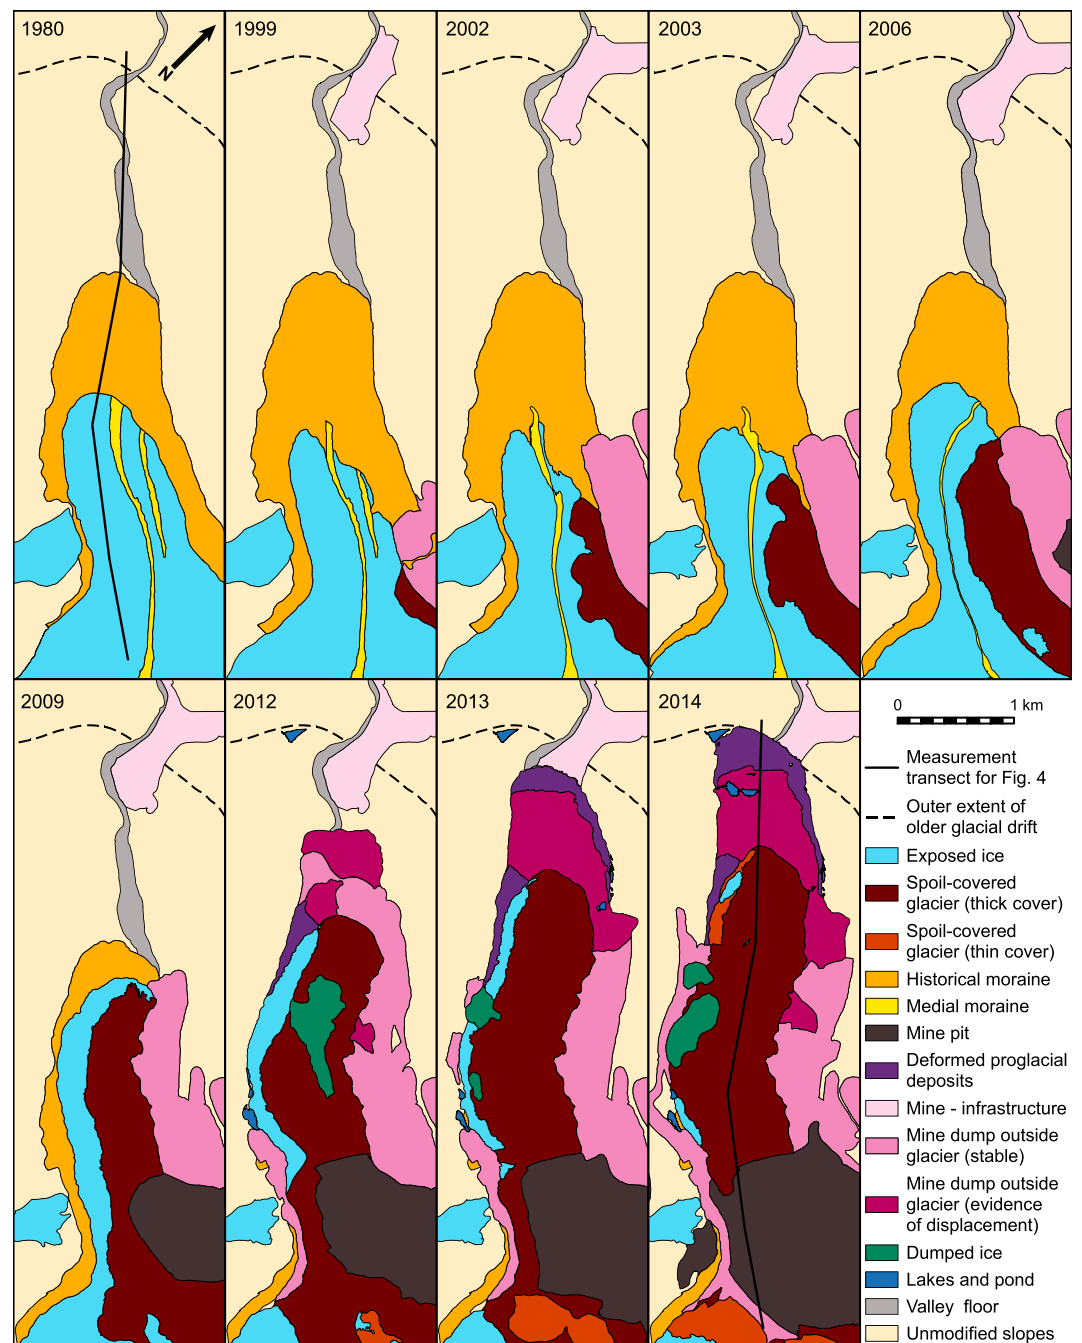 1980
N
1999
2002
2003
2006
2009
2012
2013
2014
0 1 km
Measurement
transect for Fig. 4
Outer extent of
older glacial drift
Exposed ice
Spoil-covered
glacier (thick cover)
Spoil-covered
glacier (thin cover)
Historical moraine
Medial moraine
Mine pit
Deformed proglacial
deposits
Mine - infrastructure
Mine dump outside
glacier (stable)
Mine dump outside
glacier (evidence
of displacement)
Dumped ice
Lakes and pond
Valley floor
Unmodified slopes